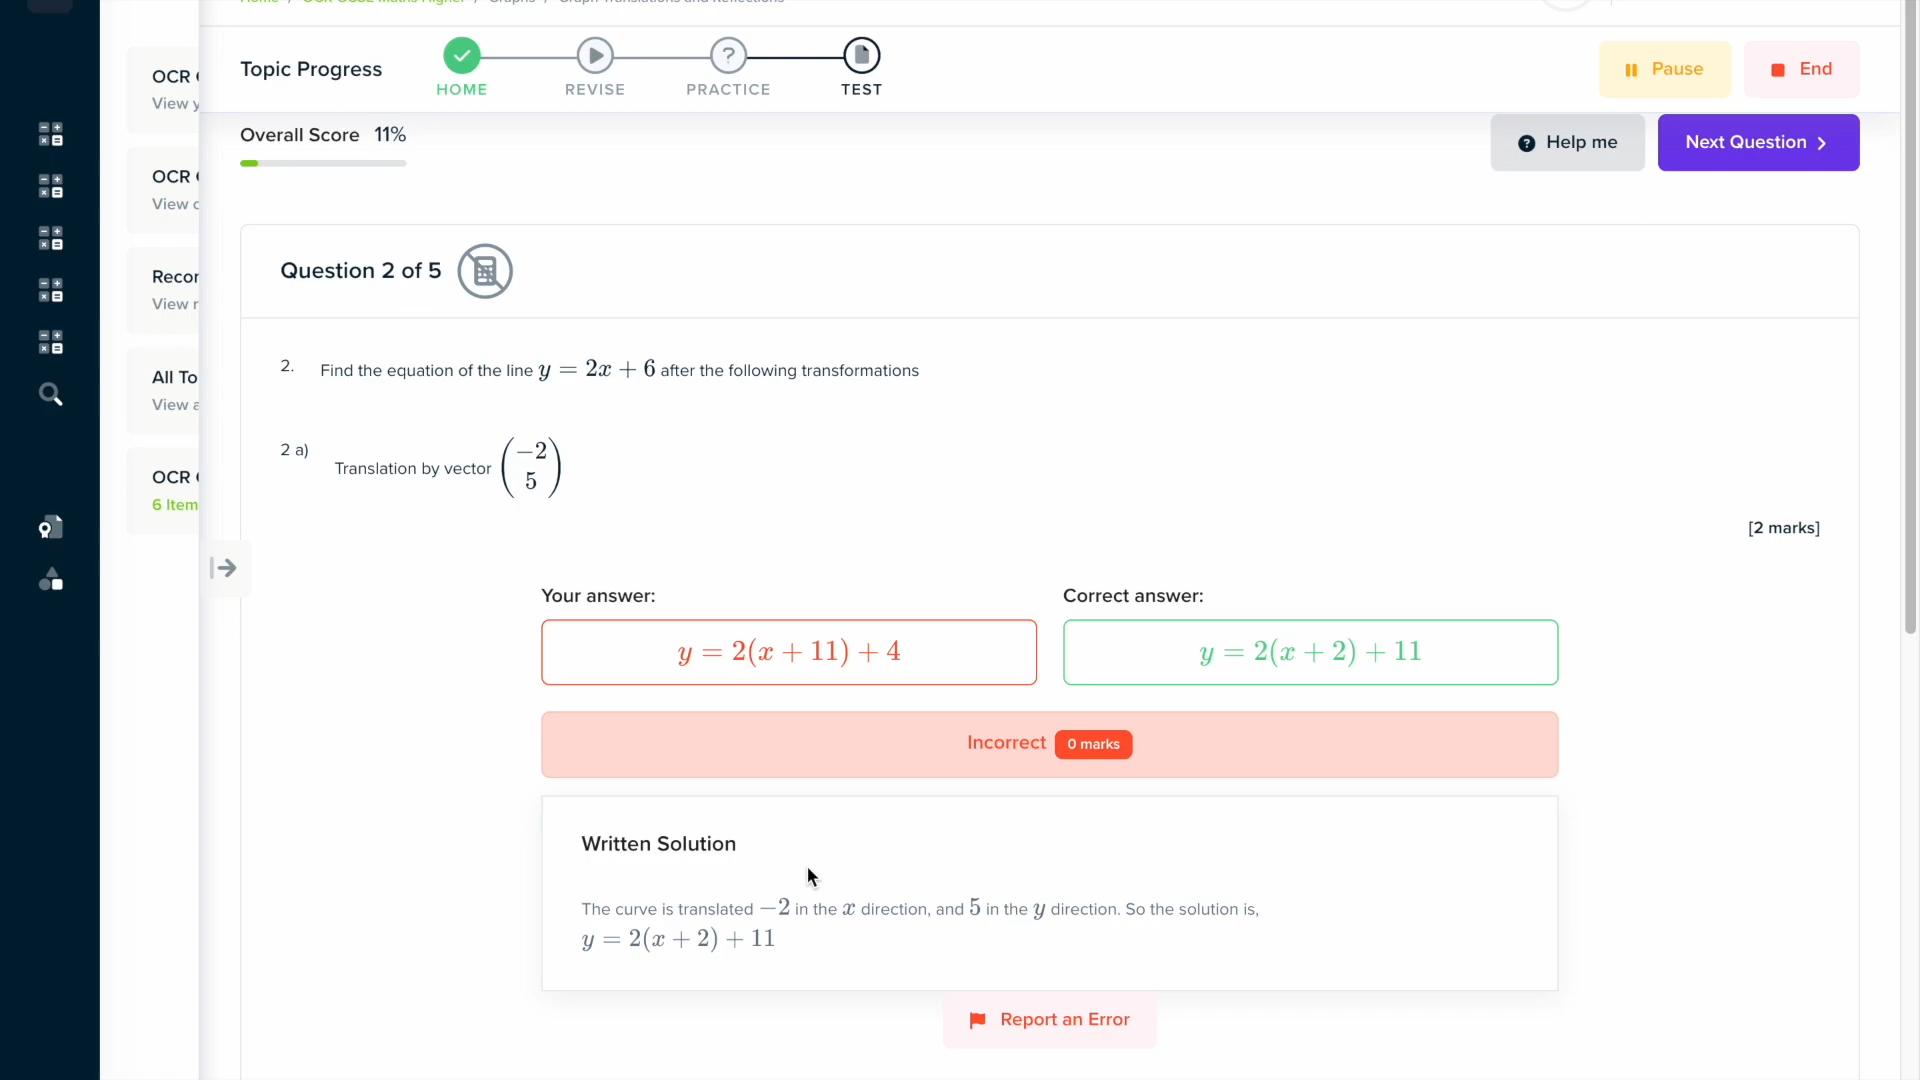 Topic Progress
HOME
REVISE
PRACTICE
TEST
Pause
End
Overall Score 11%
Help me
Next Question
OCR
View
OCR
View
Recor
View
All To
View
OCR
6 Item
Question 2 of 5
2. Find the equation of the line y = 2x + 6 after the following transformations
2 a) Translation by vector (−2
5)
[2 marks]
Your answer:
Correct answer:
y = 2(x + 11) + 4
y = 2(x + 2) + 11
Incorrect 0 marks
Written Solution
The curve is translated −2 in the x direction, and 5 in the y direction. So the solution is,
y = 2(x + 2) + 11
Report an Error